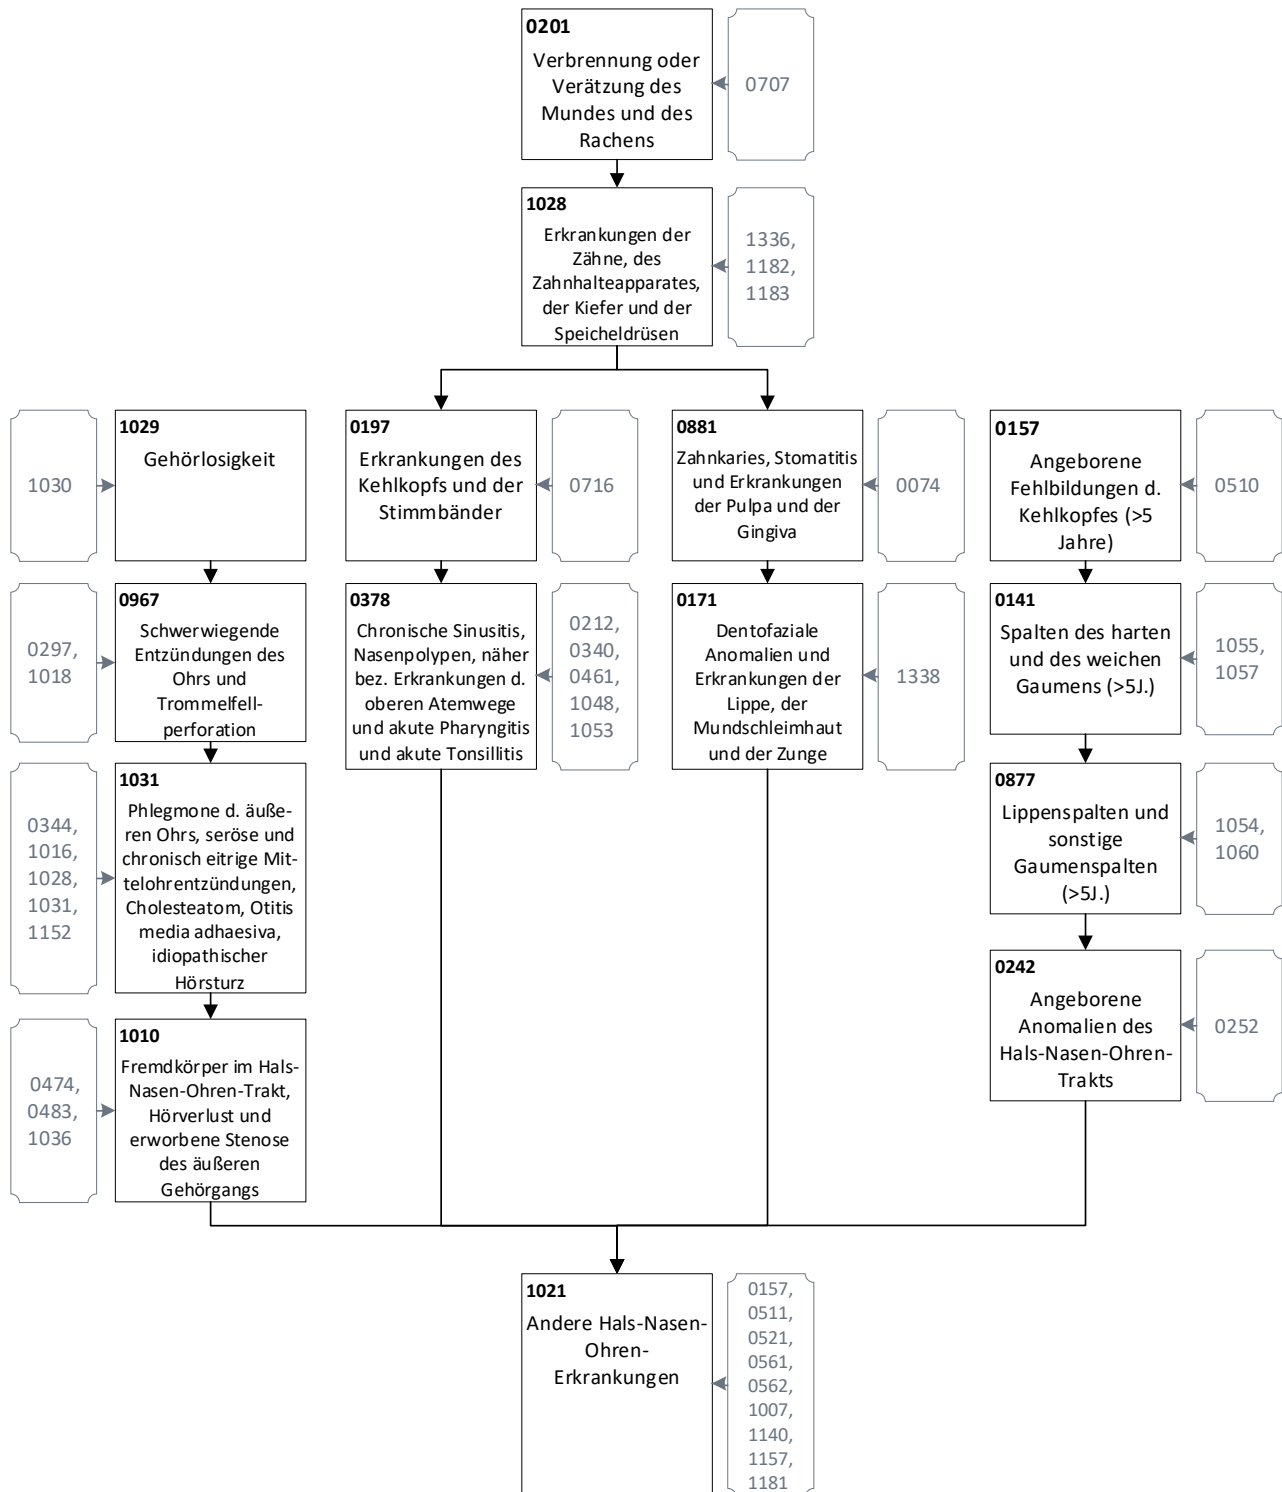 0201
Verbrennung oder
Verätzung des
Mundes und des
Rachens
0707
1028
Erkrankungen der
Zähne, des
Zahnhalteapparates,
der Kiefer und der
Speicheldrüsen
1336,
1182,
1183
1030
1029
Gehörlosigkeit
0197
Erkrankungen des
Kehlkopfs und der
Stimmbänder
0716
0881
Zahnkaries, Stomatitis
und Erkrankungen
der Pulpa und der
Gingiva
0074
0157
Angeborene
Fehlbildungen d.
Kehlkopfes (>5
Jahre)
0510
0297,
1018
0967
Schwerwiegende
Entzündungen des
Ohrs und
Trommelfell-
perforation
0378
Chronische Sinusitis,
Nasenpolypen, näher
bez. Erkrankungen d.
oberen Atemwege
und akute Pharyngitis
und akute Tonsillitis
0212,
0340,
0461,
1048,
1053
0171
Dentofaziale
Anomalien und
Erkrankungen der
Lippe, der
Mundschleimhaut
und der Zunge
1338
0141
Spalten des harten
und des weichen
Gaumens (>5J.)
1055,
1057
0344,
1016,
1028,
1031,
1152
1031
Phlegmone d. äuße-
ren Ohrs, seröse und
chronisch eitrige Mit-
telohrentzündungen,
Cholesteatom, Otitis
media adhaesiva,
idiopathischer
Hörsturz
0877
Lippenspalten und
sonstige
Gaumenspalten
(>5J.)
1054,
1060
0474,
0483,
1036
1010
Fremdkörper im Hals-
Nasen-Ohren-Trakt,
Hörverlust und
erworbene Stenose
des äußeren
Gehörgangs
0242
Angeborene
Anomalien des
Hals-Nasen-Ohren-
Trakts
0252
1021
Andere Hals-Nasen-
Ohren-
Erkrankungen
0157,
0511,
0521,
0561,
0562,
1007,
1140,
1157,
1181